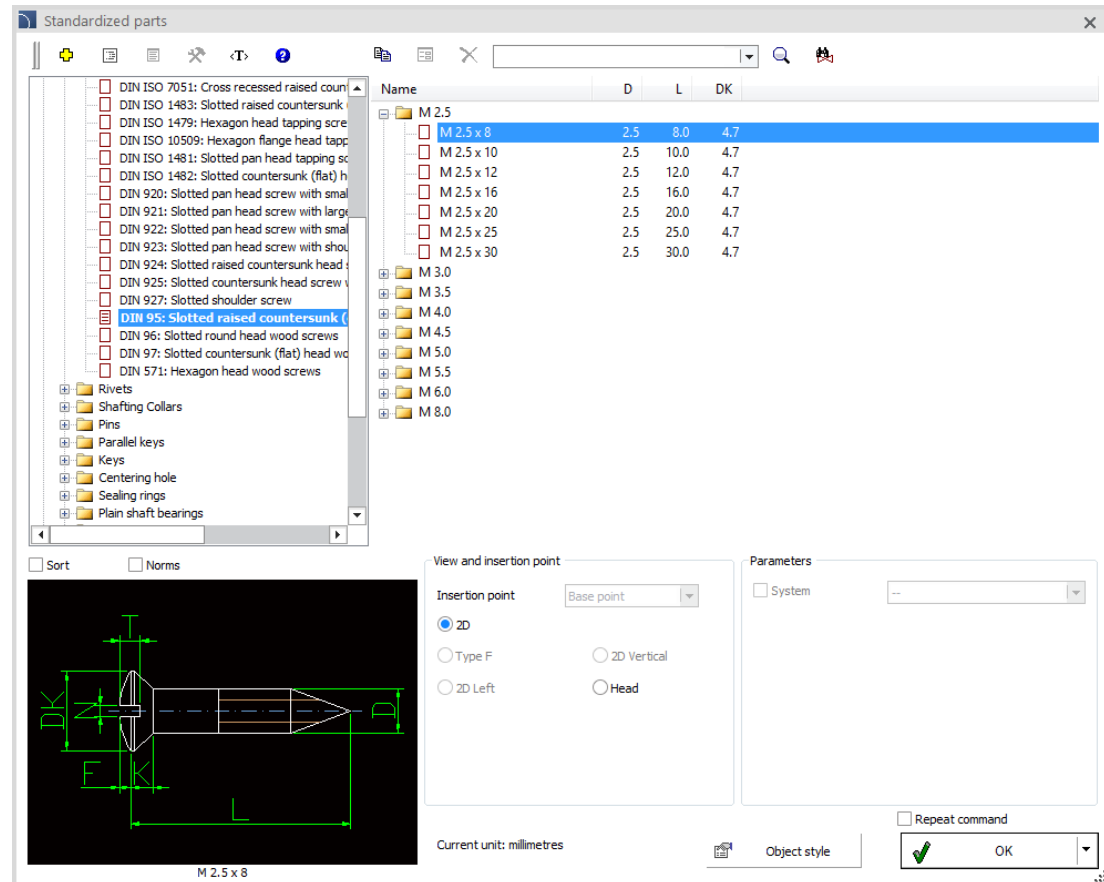 Standardized parts
<T>
?
DIN ISO 7051: Cross recessed raised coun
DIN ISO 1483: Slotted raised countersunk
DIN ISO 1479: Hexagon head tapping scre
DIN ISO 10509: Hexagon flange head tapp
DIN ISO 1481: Slotted pan head tapping sc
DIN ISO 1482: Slotted countersunk (flat) h
DIN 920: Slotted pan head screw with smal
DIN 921: Slotted pan head screw with large
DIN 922: Slotted pan head screw with smal
DIN 923: Slotted pan head screw with shou
DIN 924: Slotted raised countersunk head s
DIN 925: Slotted countersunk head screw w
DIN 927: Slotted shoulder screw
DIN 95: Slotted raised countersunk (
DIN 96: Slotted round head wood screws
DIN 97: Slotted countersunk (flat) head wo
DIN 571: Hexagon head wood screws
Rivets
Shafting Collars
Pins
Parallel keys
Keys
Centering hole
Sealing rings
Plain shaft bearings
Name D L DK
M 2.5
M 2.5 x 8 2.5 8.0 4.7
M 2.5 x 10 2.5 10.0 4.7
M 2.5 x 12 2.5 12.0 4.7
M 2.5 x 16 2.5 16.0 4.7
M 2.5 x 20 2.5 20.0 4.7
M 2.5 x 25 2.5 25.0 4.7
M 2.5 x 30 2.5 30.0 4.7
M 3.0
M 3.5
M 4.0
M 4.5
M 5.0
M 5.5
M 6.0
M 8.0
Sort Norms
T
DK
N
D
F
K
L
M 2.5 x 8
View and insertion point
Insertion point Base point
2D
Type F 2D Vertical
2D Left Head
Parameters
System --
Repeat command
Current unit: millimetres
Object style
OK